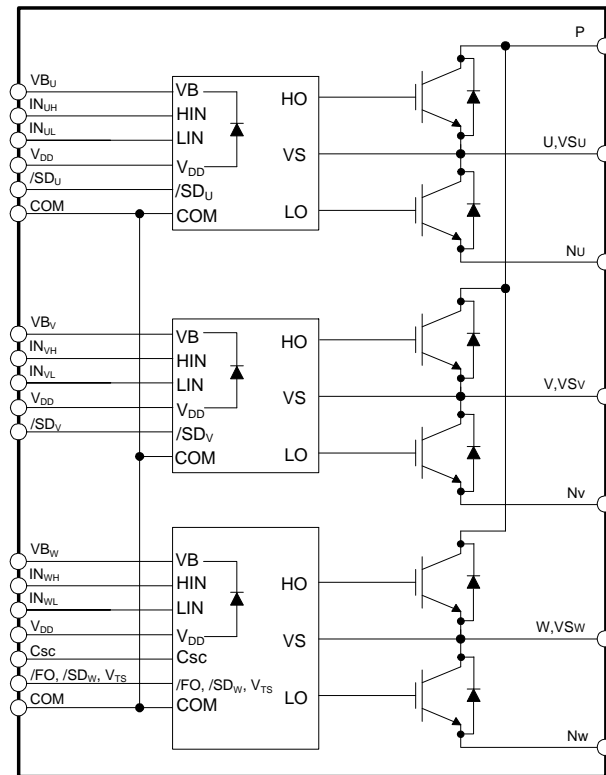 P
VBU
INUH
INUL
VDD
/SDU
COM
VB
HIN
LIN
VDD
/SDU
COM
HO
VS
LO
U,VSU
NU
VBV
INVH
INVL
VDD
/SDV
VB
HIN
LIN
VDD
/SDV
COM
HO
VS
LO
V,VSV
NV
VBW
INWH
INWL
VDD
Csc
/FO, /SDW, VTS
COM
VB
HIN
LIN
VDD
Csc
/FO, /SDW, VTS
COM
HO
VS
LO
W,VSW
NW